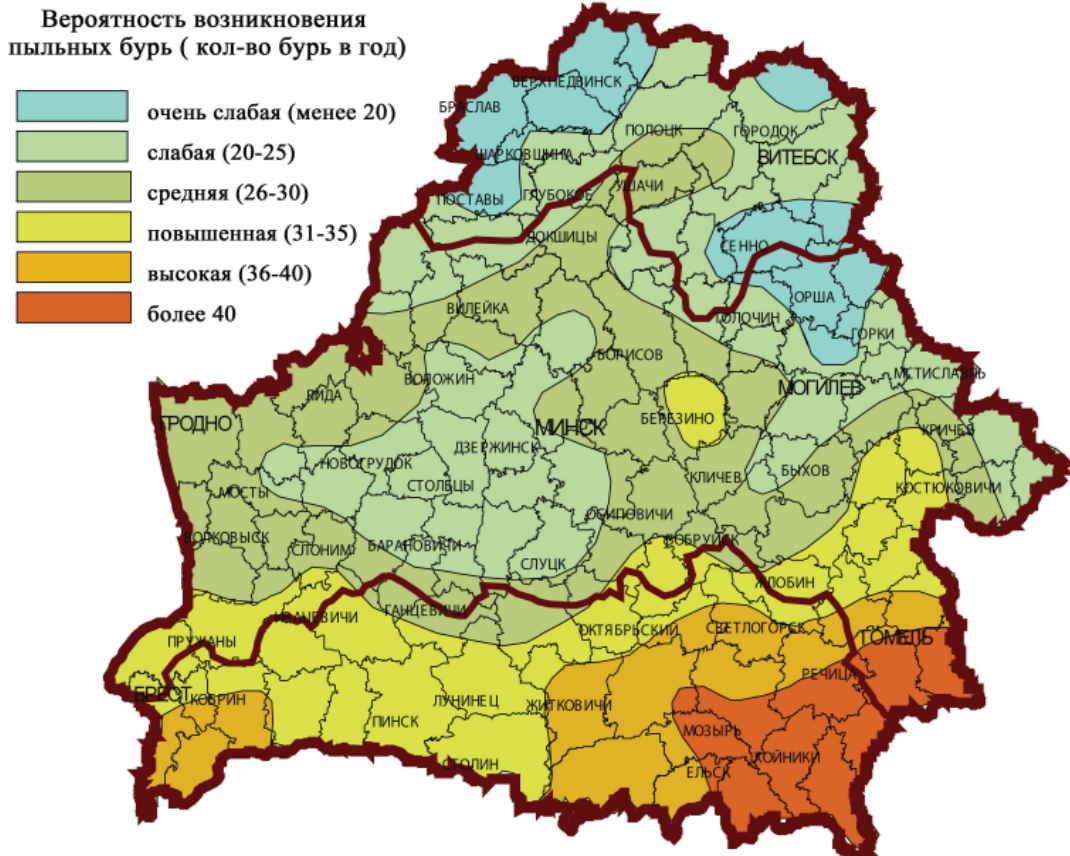 Вероятность возникновения
пыльных бурь ( кол-во бурь в год)
очень слабая (менее 20)
слабая (20-25)
средняя (26-30)
повышенная (31-35)
высокая (36-40)
более 40
ВЕРХНЕДВИНСК
БРАСЛАВ
ПОЛОЦК
ГОРОДОК
ШАРКОВЩИНА
ВИТЕБСК
ПОСТАВЫ
ГЛУБОКОЕ
УШАЧИ
ДОКШИЦЫ
СЕННО
ОРША
ВИЛЕЙКА
ТОЛОЧИН
ГОРКИ
БОРИСОВ
ВОЛОЖИН
МСТИСЛАВЛЬ
ЛИДА
МОГИЛЕВ
ГРОДНО
МИНСК
БЕРЕЗИНО
КРИЧЕВ
ДЗЕРЖИНСК
НОВОГРУДОК
БЫХОВ
КЛИЧЕВ
СТОЛБЦЫ
КОСТЮКОВИЧИ
МОСТЫ
ОСИПОВИЧИ
ВОЛКОВЫСК
БОБРУЙСК
БАРАНОВИЧИ
СЛОНИМ
СЛУЦК
ЖЛОБИН
ИВАЦЕВИЧИ
ГАНЦЕВИЧИ
ОКТЯБРЬСКИЙ
СВЕТЛОГОРСК
ПРУЖАНЫ
ГОМЕЛЬ
РЕЧИЦА
БРЕСТ
КОБРИН
ЛУНИНЕЦ
ЖИТКОВИЧИ
ПИНСК
МОЗЫРЬ
ХОЙНИКИ
СТОЛИН
ЕЛЬСК